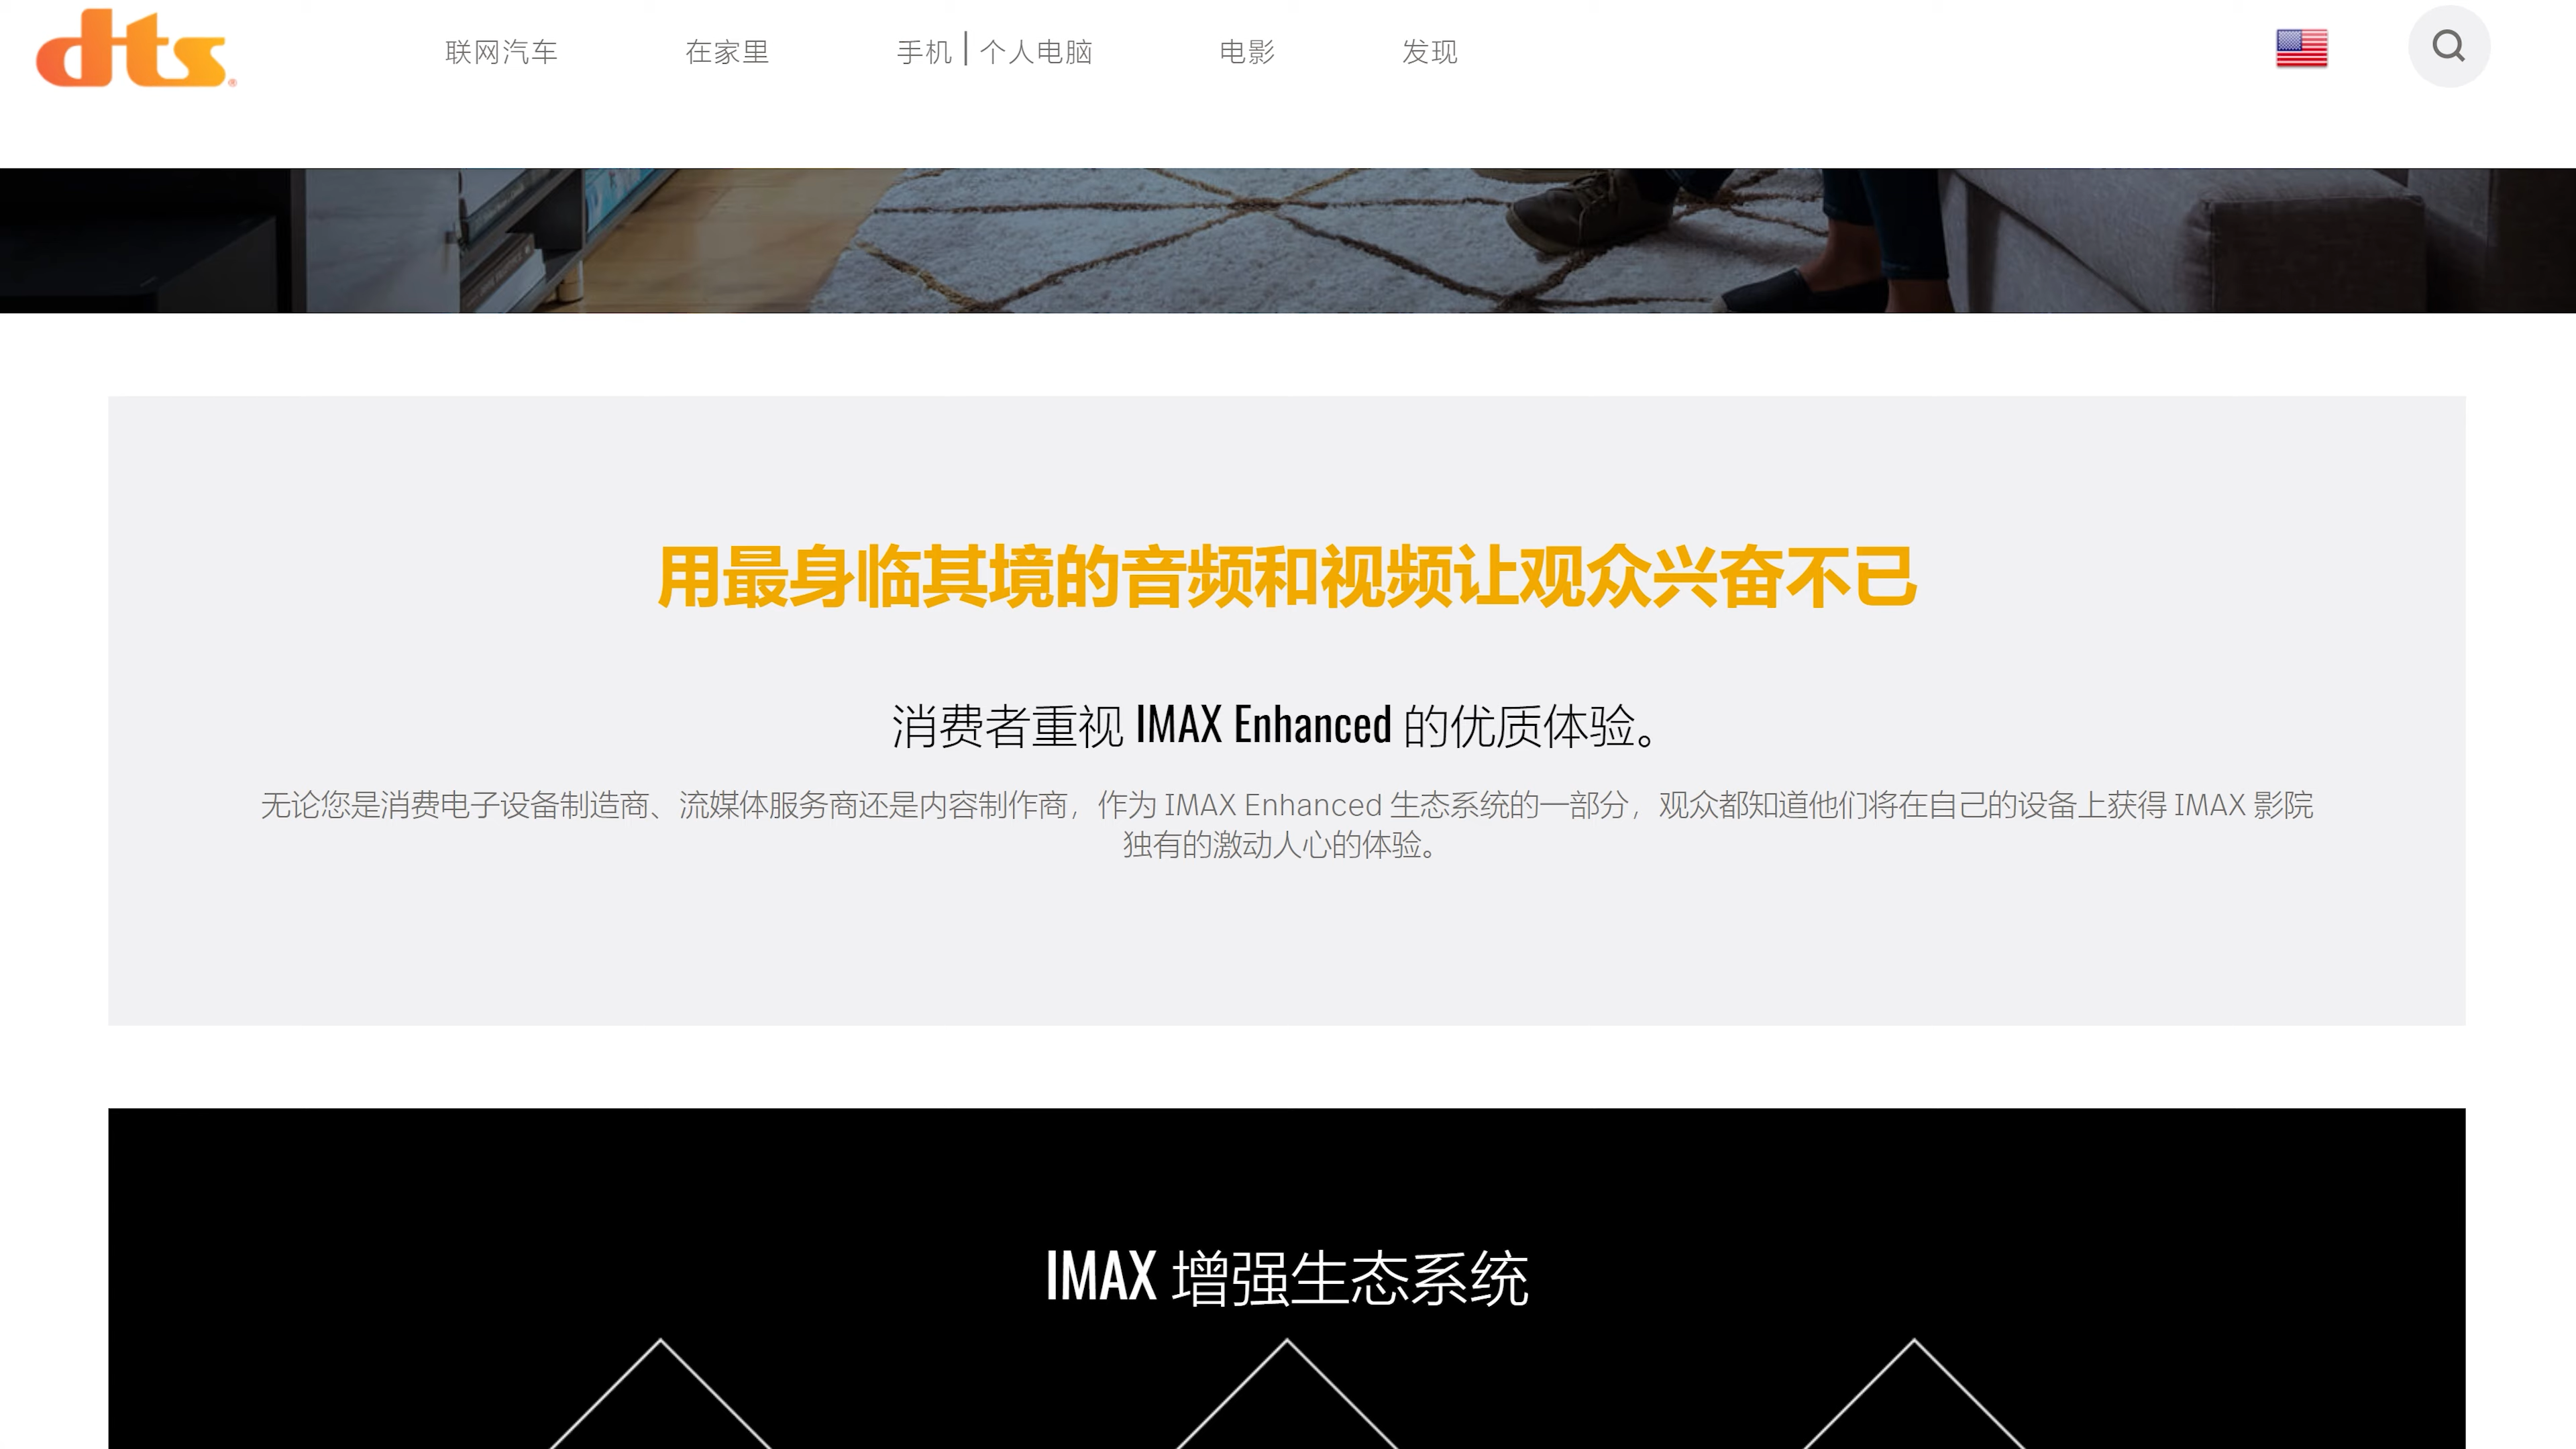 dts
联网汽车
在家里
手机 | 个人电脑
电影
发现
用最身临其境的音频和视频让观众兴奋不已
消费者重视 IMAX Enhanced 的优质体验。
无论您是消费电子设备制造商、流媒体服务商还是内容制作商，作为 IMAX Enhanced 生态系统的一部分，观众都知道他们将在自己的设备上获得 IMAX 影院
独有的激动人心的体验。
IMAX 增强生态系统